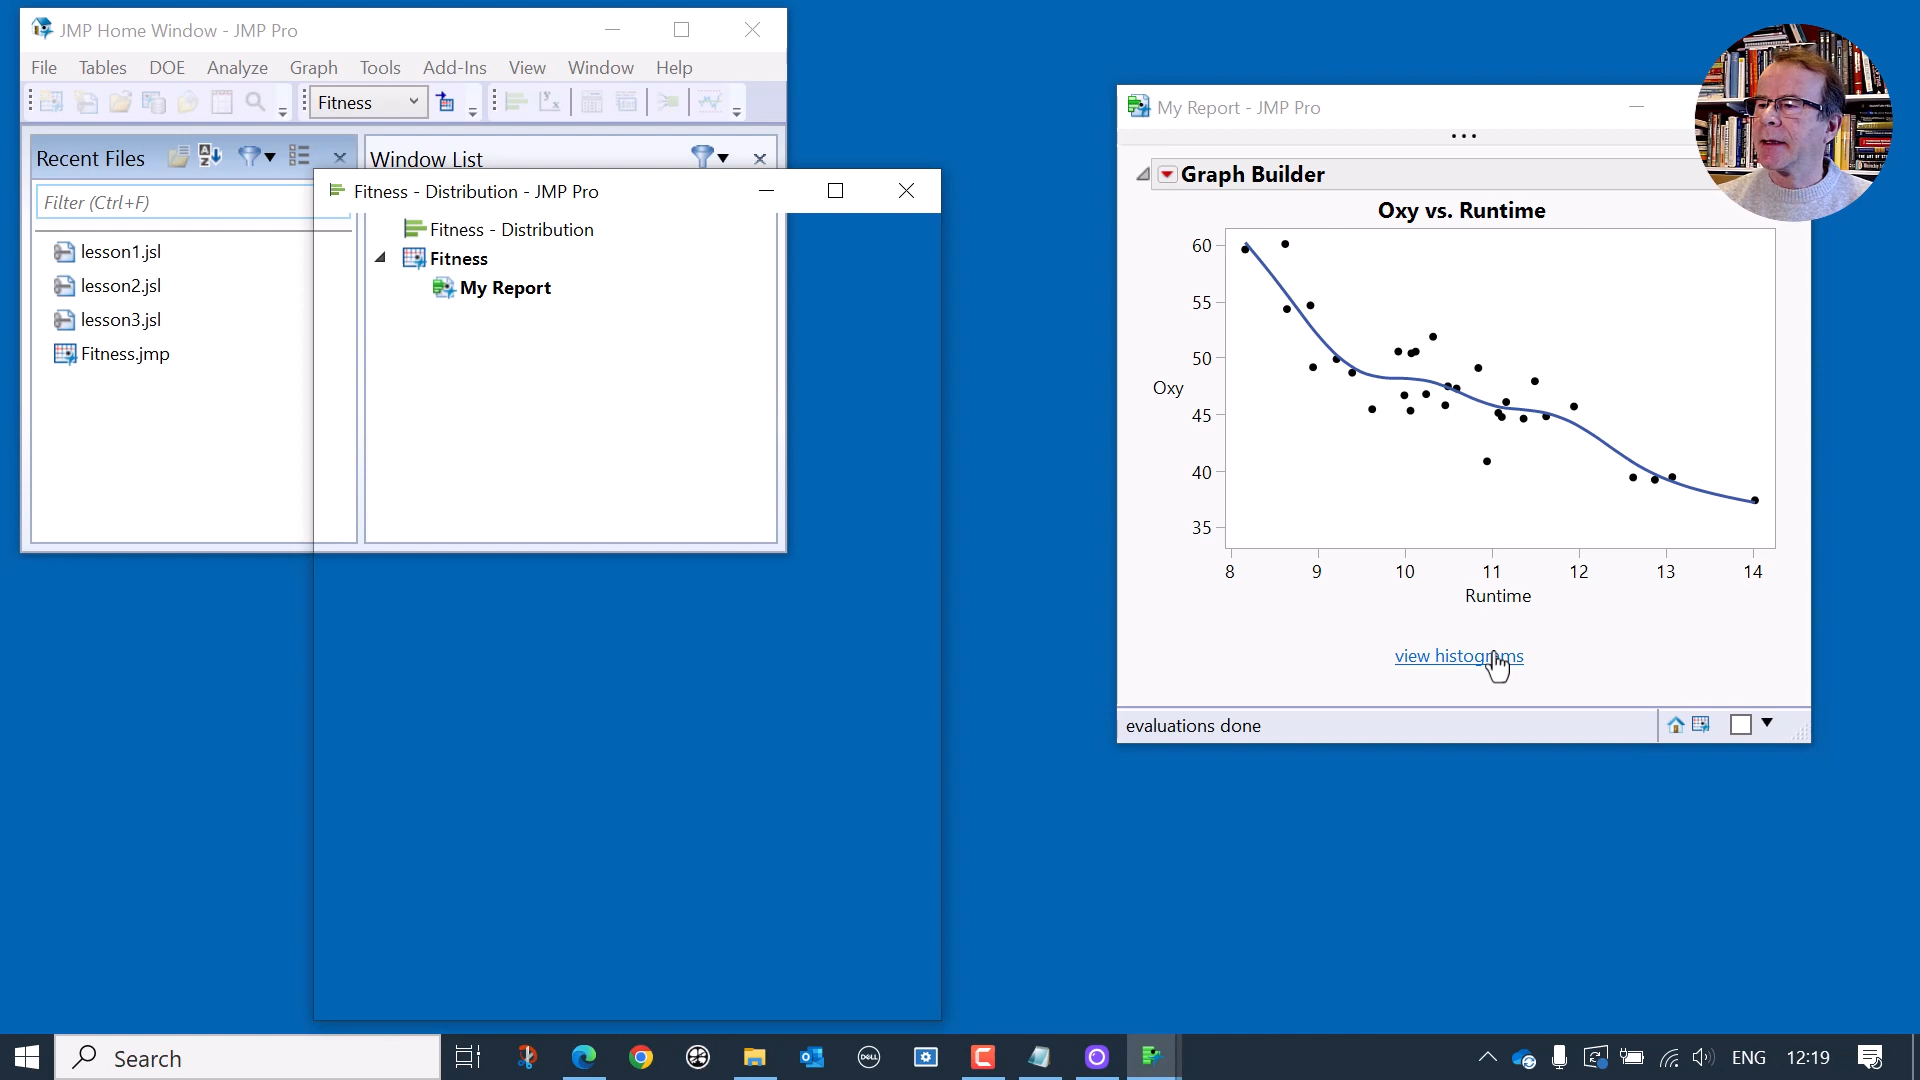 JMP Home Window - JMP Pro
File Tables DOE Analyze Graph Tools Add-Ins View Window Help
Fitness
Recent Files
Filter (Ctrl+F)
lesson1.jsl
lesson2.jsl
lesson3.jsl
Fitness.jmp
Window List
Fitness - Distribution - JMP Pro
Fitness - Distribution
Fitness
My Report
My Report - JMP Pro
Graph Builder
Oxy vs. Runtime
60
55
50
Oxy
45
40
35
8 9 10 11 12 13 14
Runtime
view histograms
evaluations done
Search
DELL
ENG 12:19